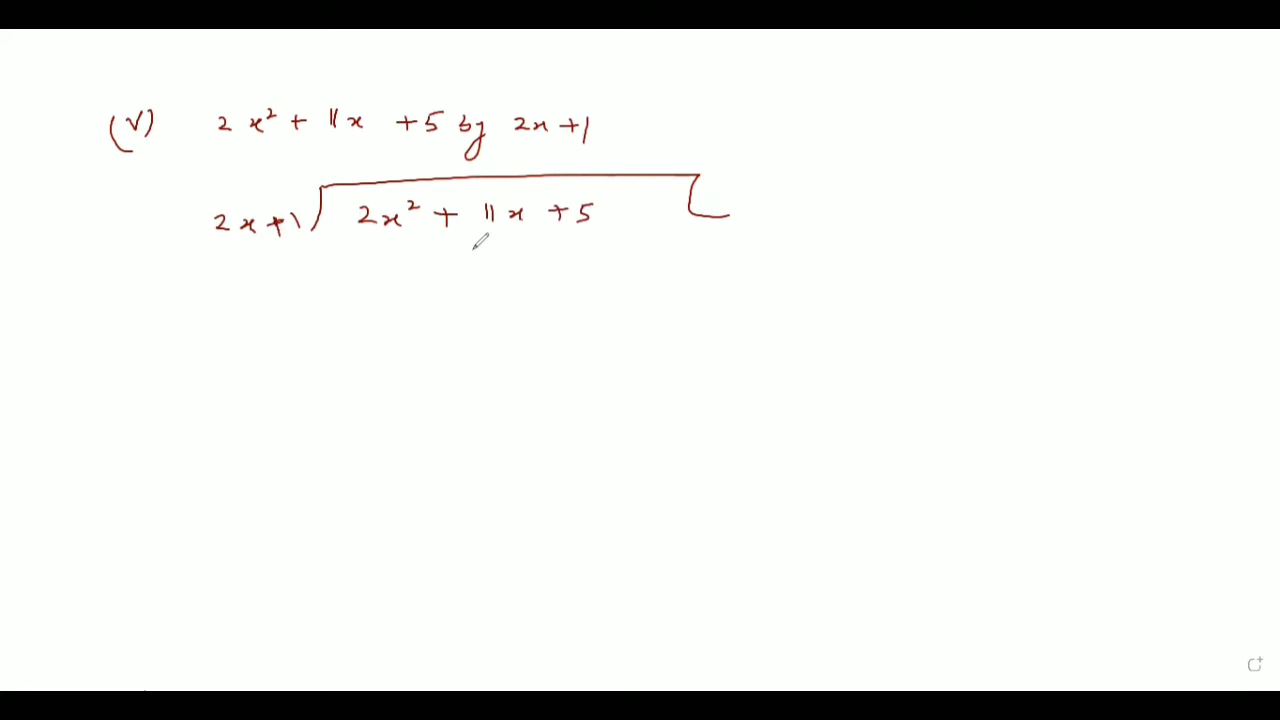 (V) 2x² + 11x + 5 by 2x + 1
2x + 1 2x² + 11x + 5